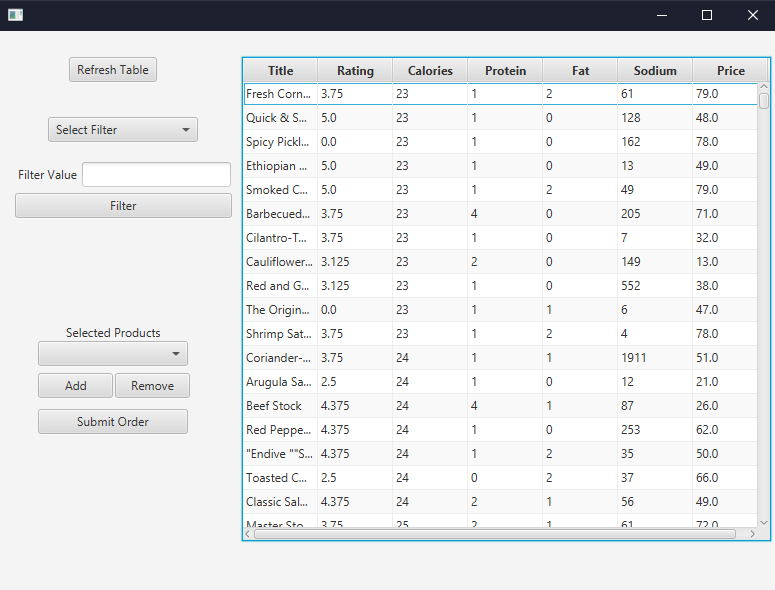 Refresh Table
Select Filter
Filter Value
Filter
Selected Products
Add Remove
Submit Order
Title Rating Calories Protein Fat Sodium Price
Fresh Corn... 3.75 23 1 2 61 79.0
Quick & S... 5.0 23 1 0 128 48.0
Spicy Pickl... 0.0 23 1 0 162 78.0
Ethiopian ... 5.0 23 1 0 13 49.0
Smoked C... 5.0 23 1 2 49 79.0
Barbecued... 3.75 23 4 0 205 71.0
Cilantro-T... 3.75 23 1 0 7 32.0
Cauliflower... 3.125 23 2 0 149 13.0
Red and G... 3.125 23 1 0 552 38.0
The Origin... 0.0 23 1 1 6 47.0
Shrimp Sat... 3.75 23 1 2 4 78.0
Coriander-... 3.75 24 1 1 1911 51.0
Arugula Sa... 2.5 24 1 0 12 21.0
Beef Stock 4.375 24 4 1 87 26.0
Red Peppe... 4.375 24 1 0 253 62.0
"Endive ""S... 4.375 24 1 2 35 50.0
Toasted C... 2.5 24 0 2 37 66.0
Classic Sal... 4.375 24 2 1 56 49.0
Master Sto... 3.75 25 2 1 61 72.0